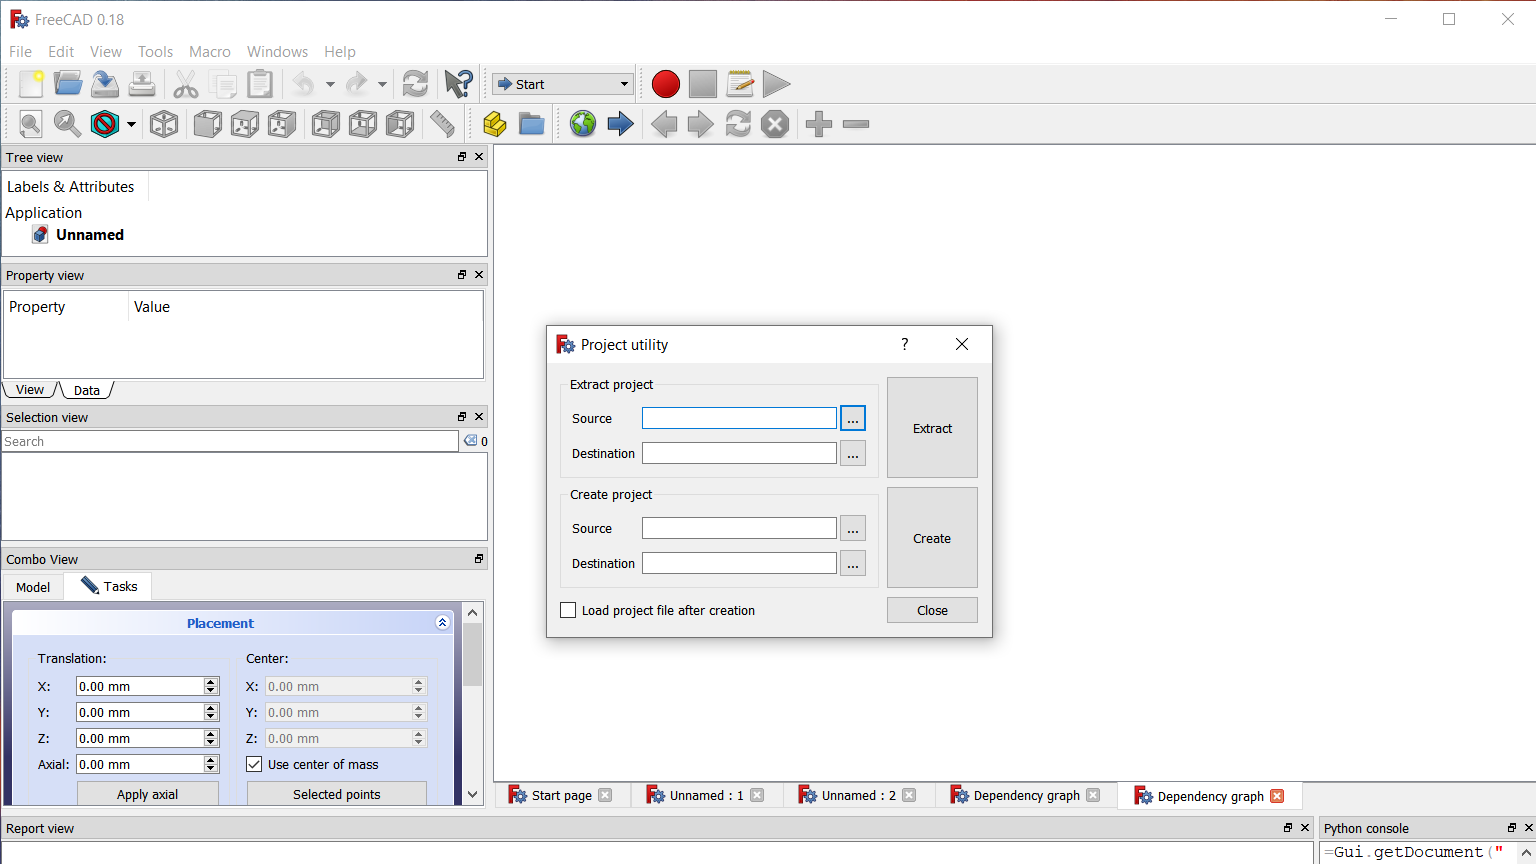 FreeCAD 0.18
File Edit View Tools Macro Windows Help
Start
Tree view
Labels & Attributes
Application
Unnamed
Property view
Property Value
View Data
Selection view
Search 0
Combo View
Model Tasks
Placement
Translation: Center:
X: 0.00 mm X: 0.00 mm
Y: 0.00 mm Y: 0.00 mm
Z: 0.00 mm Z: 0.00 mm
Axial: 0.00 mm Use center of mass
Apply axial Selected points
Project utility ?
Extract project
Source ...
Destination ...
Extract
Create project
Source ...
Destination ...
Create
Load project file after creation
Close
Start page Unnamed : 1 Unnamed : 2 Dependency graph Dependency graph
Report view
Python console
=Gui.getDocument("